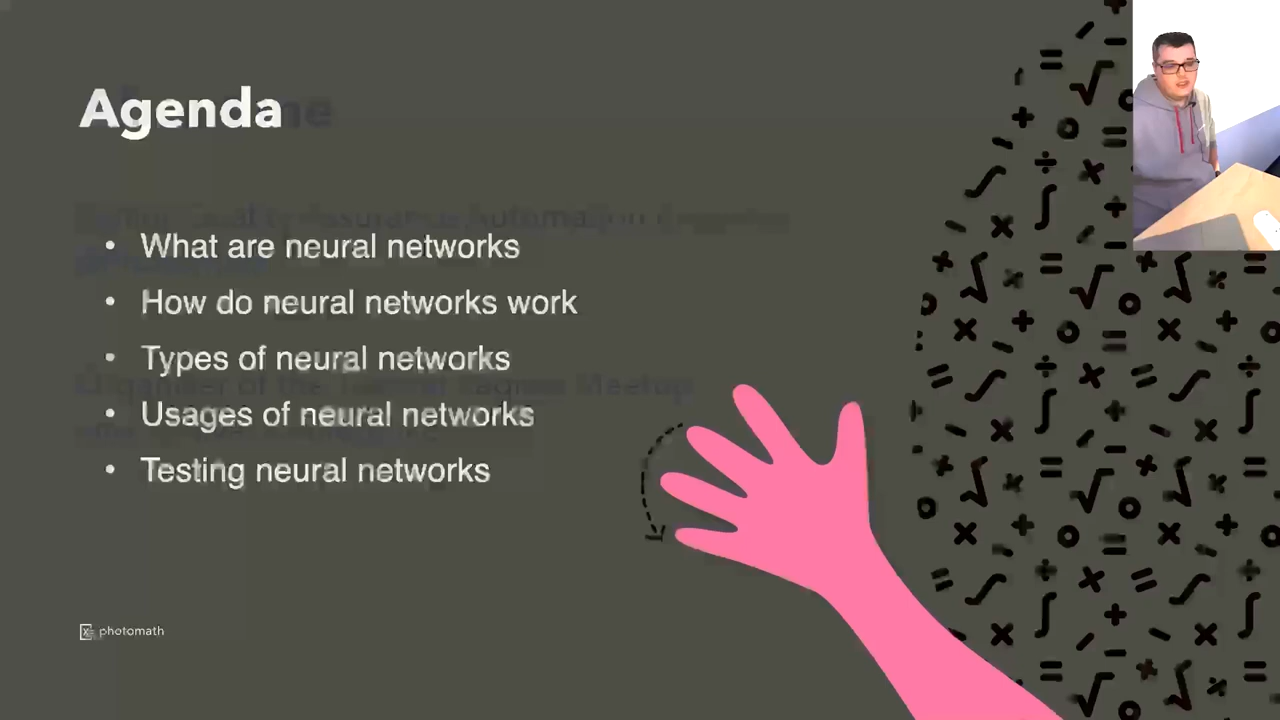 Agenda
• What are neural networks
• How do neural networks work
• Types of neural networks
• Usages of neural networks
• Testing neural networks
photomath